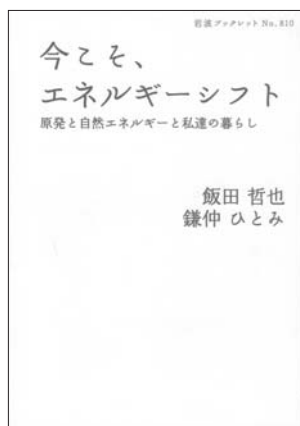 岩波ブックレット No. 810
今こそ、
エネルギーシフト
原発と自然エネルギーと私達の暮らし
飯田 哲也
鎌仲 ひとみ